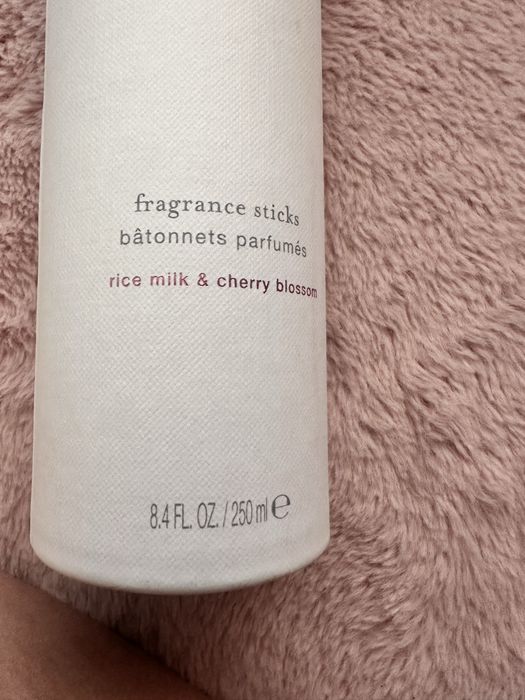 fragrance sticks
bâtonnets parfumés
rice milk & cherry blossom
8.4 FL. OZ. / 250 ml ℮